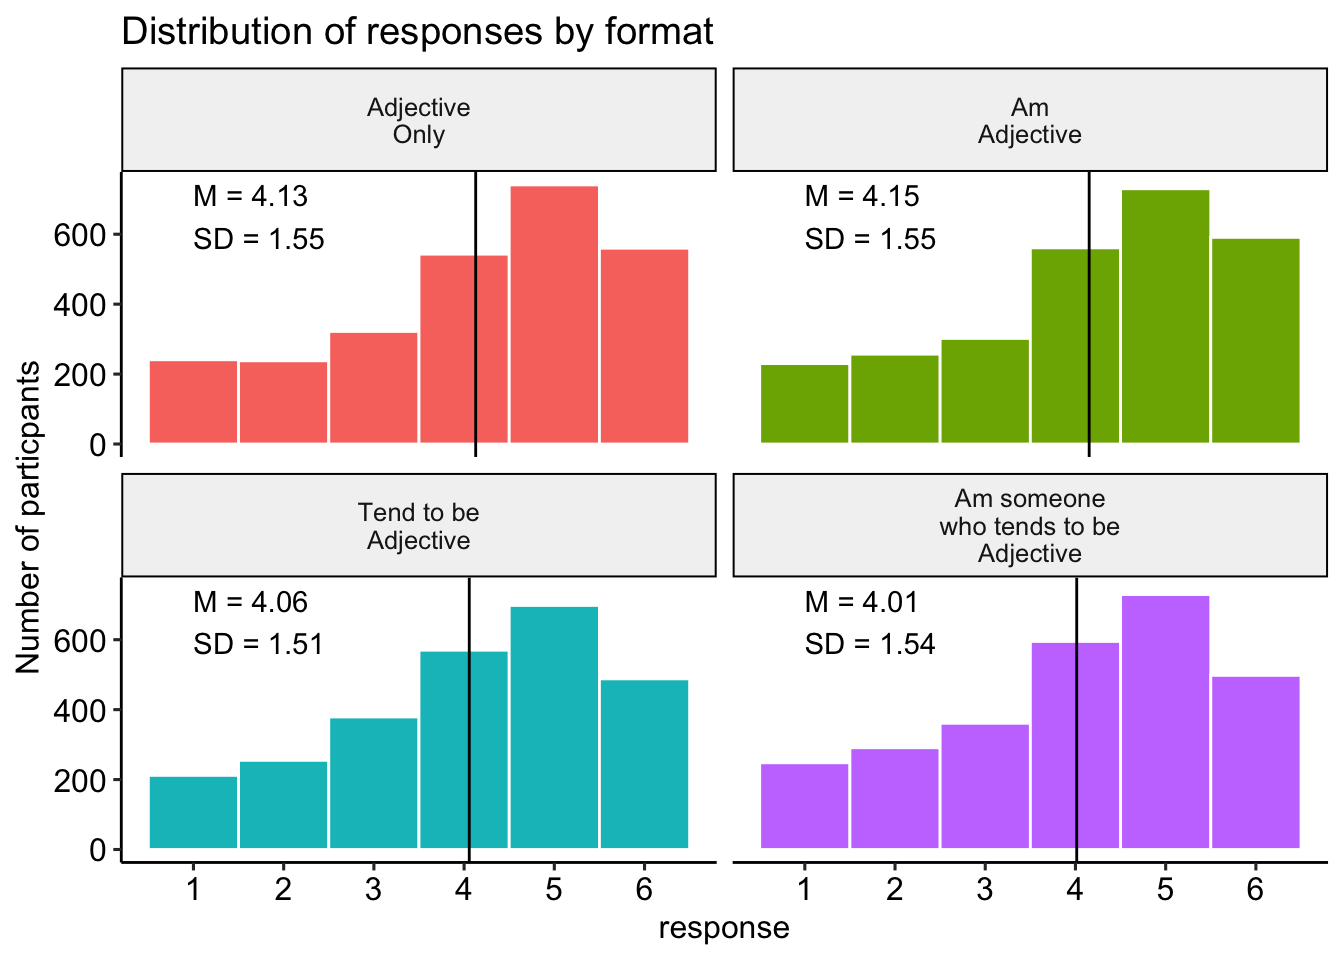 Distribution of responses by format
Adjective
Only
Am
Adjective
M = 4.13
SD = 1.55
M = 4.15
SD = 1.55
600
400
200
0
Tend to be
Adjective
Am someone
who tends to be
Adjective
M = 4.06
SD = 1.51
M = 4.01
SD = 1.54
600
400
200
0
Number of particpants
1 2 3 4 5 6
1 2 3 4 5 6
response